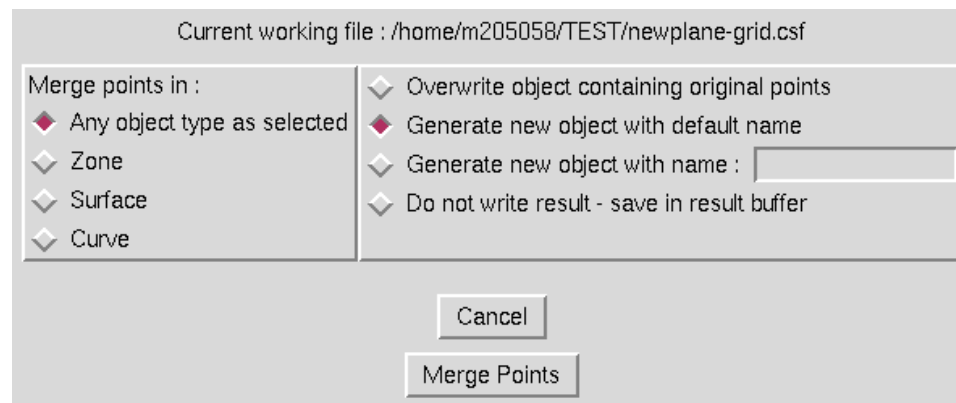 Current working file : /home/m205058/TEST/newplane-grid.csf
Merge points in :
Any object type as selected
Zone
Surface
Curve
Overwrite object containing original points
Generate new object with default name
Generate new object with name :
Do not write result - save in result buffer
Cancel
Merge Points